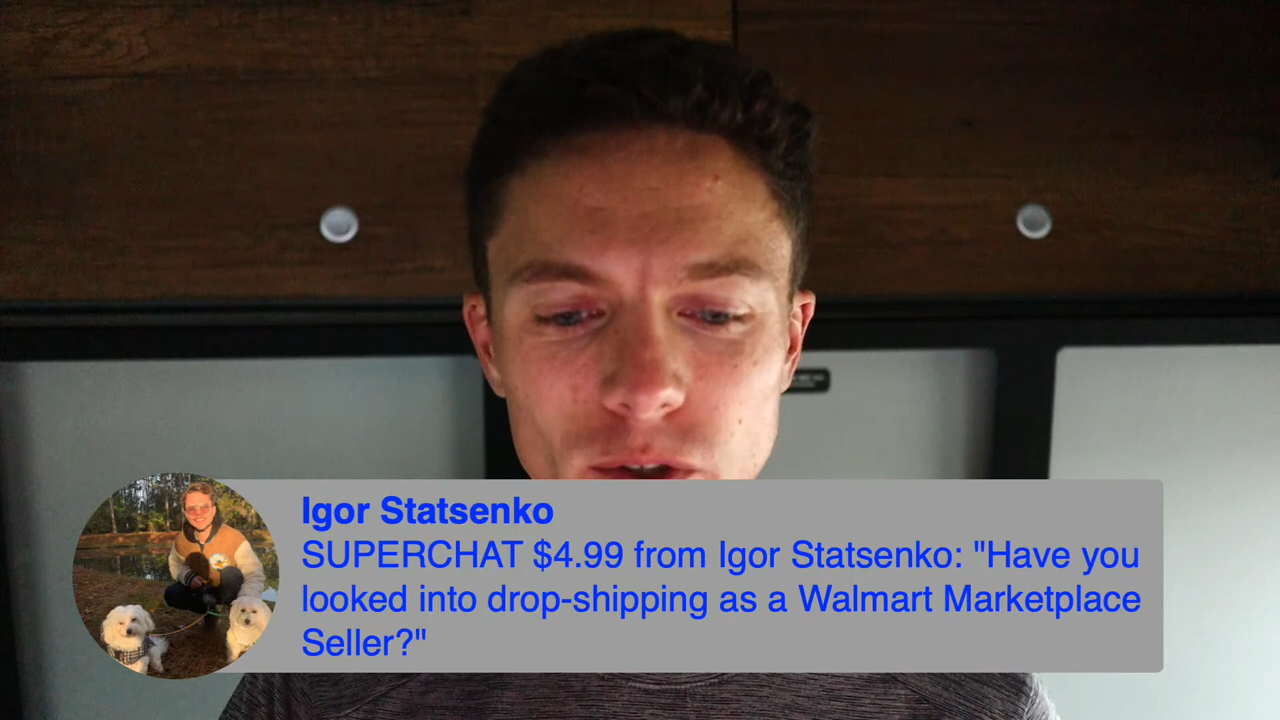 Igor Statsenko
SUPERCHAT $4.99 from Igor Statsenko: "Have you
looked into drop-shipping as a Walmart Marketplace
Seller?"